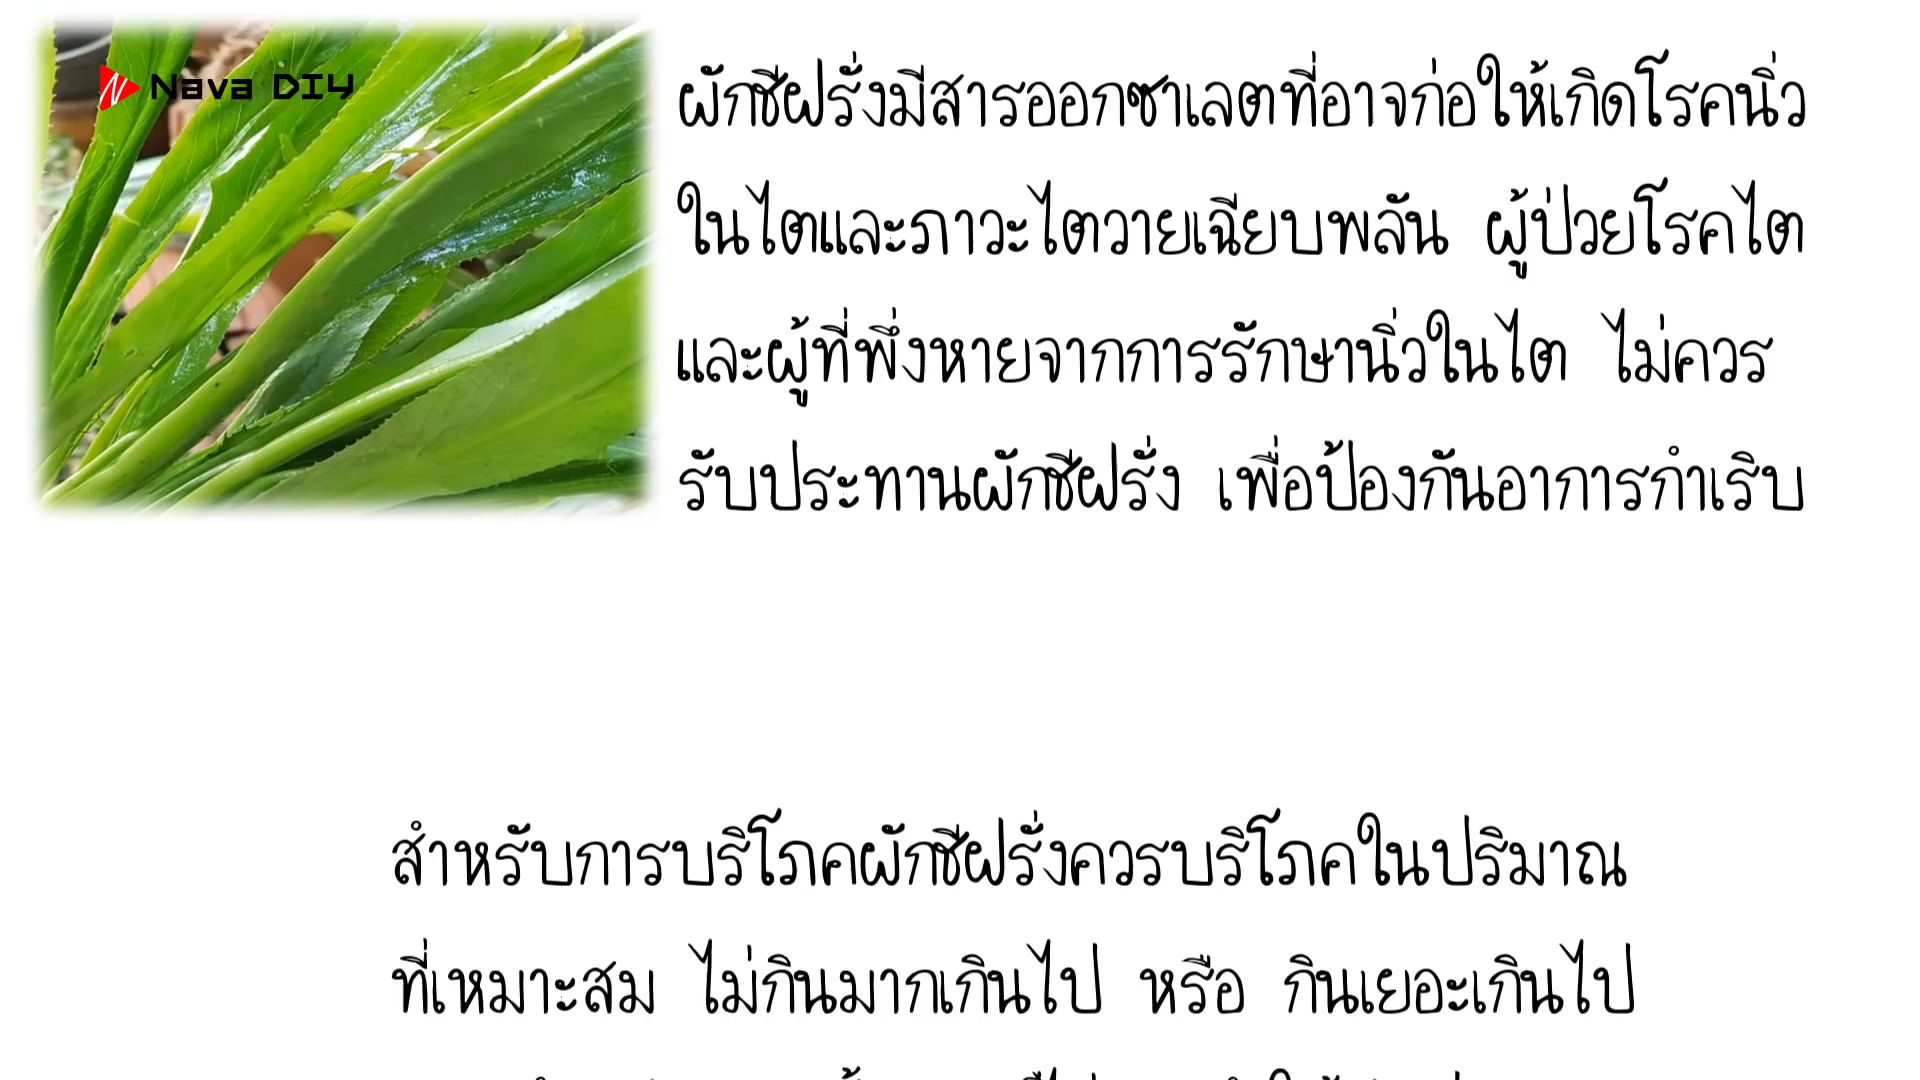 Nava DIY
ผักชีฝรั่งมีสารออกซาเลตที่อาจก่อให้เกิดโรคนิ่ว
ในไตและภาวะไตวายเฉียบพลัน ผู้ป่วยโรคไต
และผู้ที่พึ่งหายจากการรักษานิ่วในไต ไม่ควร
รับประทานผักชีฝรั่ง เพื่อป้องกันอาการกำเริบ
สำหรับการบริโภคผักชีฝรั่งควรบริโภคในปริมาณ
ที่เหมาะสม ไม่กินมากเกินไป หรือ กินเยอะเกินไป